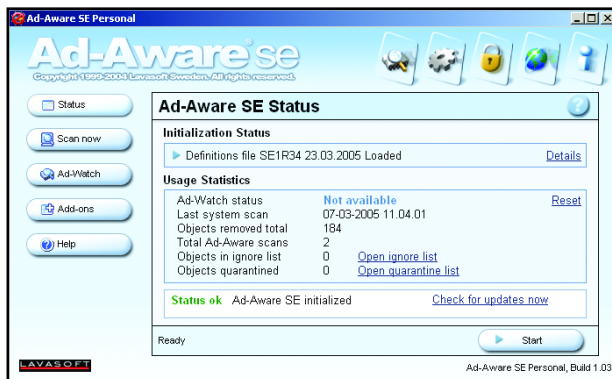 Ad-Aware SE Personal
Ad-Aware se
Copyright 1999-2004 Lavasoft Sweden. All rights reserved.
Status
Scan now
Ad-Watch
Add-ons
Help
Ad-Aware SE Status
Initialization Status
Definitions file SE1R34 23.03.2005 Loaded Details
Usage Statistics
Ad-Watch status Not available Reset
Last system scan 07-03-2005 11.04.01
Objects removed total 184
Total Ad-Aware scans 2
Objects in ignore list 0 Open ignore list
Objects quarantined 0 Open quarantine list
Status ok Ad-Aware SE initialized Check for updates now
Ready Start
LAVASOFT Ad-Aware SE Personal, Build 1.03